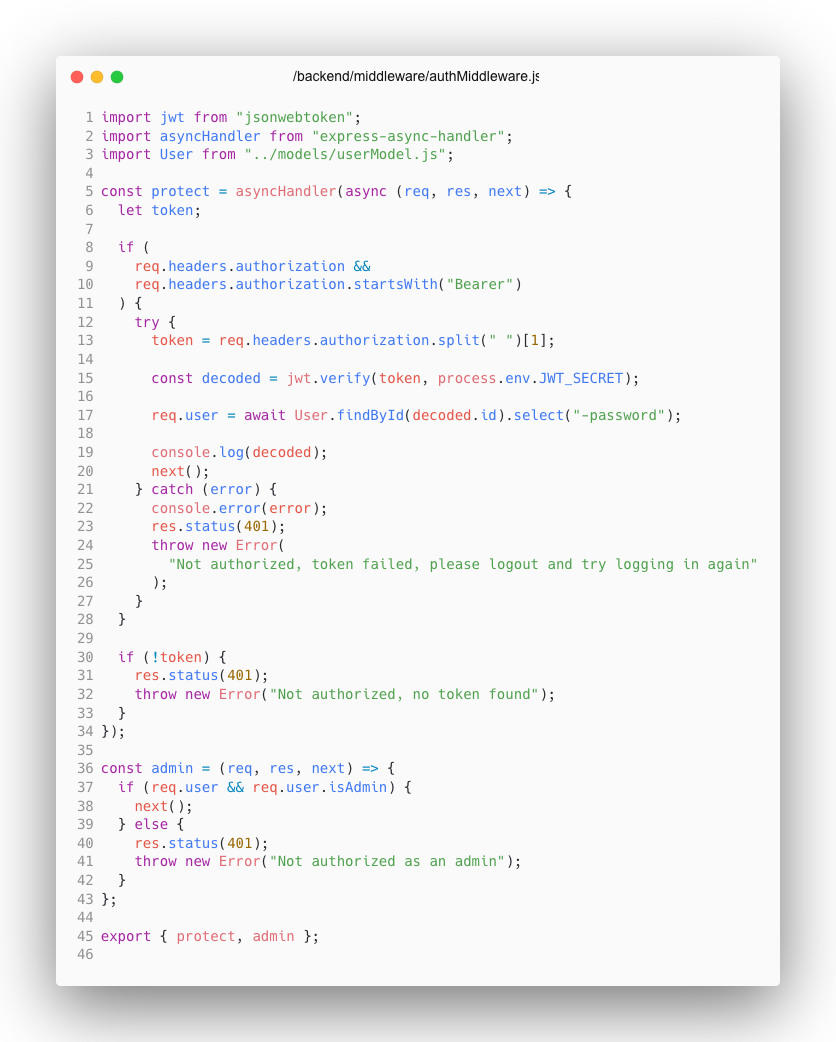 /backend/middleware/authMiddleware.js
1 import jwt from "jsonwebtoken";
2 import asyncHandler from "express-async-handler";
3 import User from "../models/userModel.js";
4
5 const protect = asyncHandler(async (req, res, next) => {
6   let token;
7
8   if (
9     req.headers.authorization &&
10     req.headers.authorization.startsWith("Bearer")
11   ) {
12     try {
13       token = req.headers.authorization.split(" ")[1];
14
15       const decoded = jwt.verify(token, process.env.JWT_SECRET);
16
17       req.user = await User.findById(decoded.id).select("-password");
18
19       console.log(decoded);
20       next();
21     } catch (error) {
22       console.error(error);
23       res.status(401);
24       throw new Error(
25         "Not authorized, token failed, please logout and try logging in again"
26       );
27     }
28   }
29
30   if (!token) {
31     res.status(401);
32     throw new Error("Not authorized, no token found");
33   }
34 });
35
36 const admin = (req, res, next) => {
37   if (req.user && req.user.isAdmin) {
38     next();
39   } else {
40     res.status(401);
41     throw new Error("Not authorized as an admin");
42   }
43 };
44
45 export { protect, admin };
46